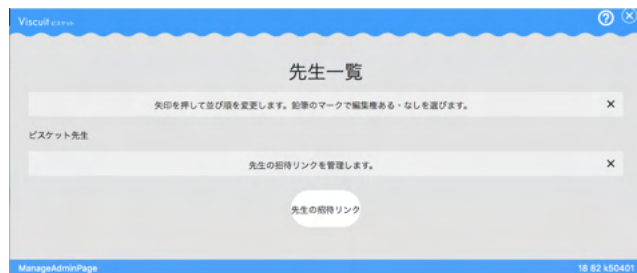 Viscuit ビスケット
?
×
先生一覧
矢印を押して並び順を変更します。鉛筆のマークで編集権ある・なしを選びます。 ×
ビスケット先生
先生の招待リンクを管理します。 ×
先生の招待リンク
ManageAdminPage
18 82 k50401